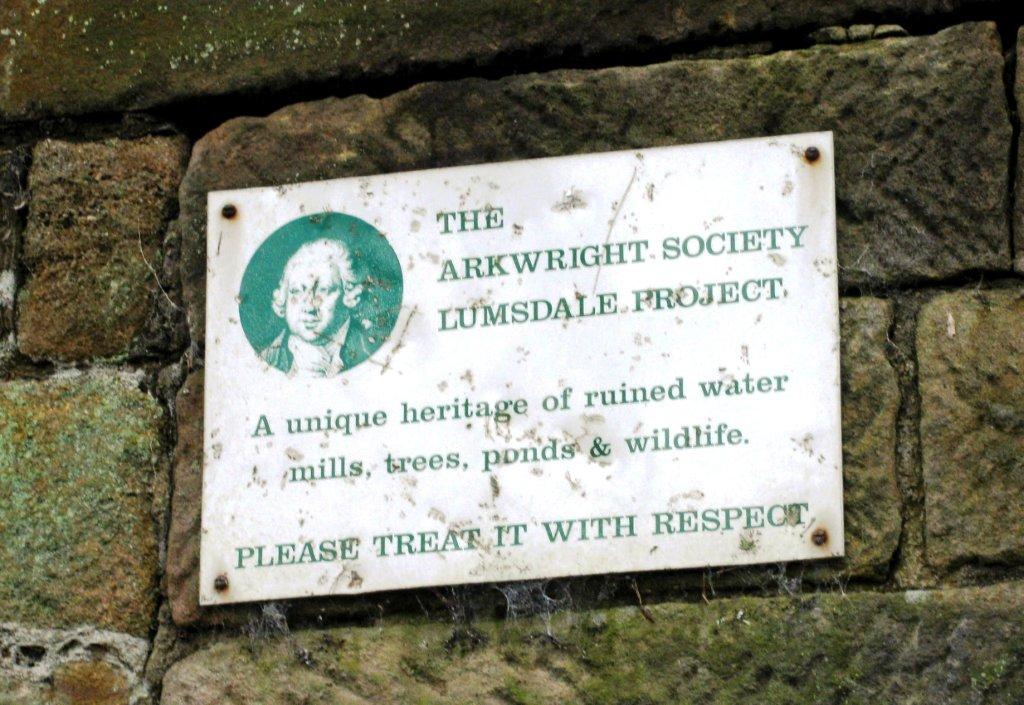 THE
ARKWRIGHT SOCIETY
LUMSDALE PROJECT.
A unique heritage of ruined water
mills, trees, ponds & wildlife.
PLEASE TREAT IT WITH RESPECT